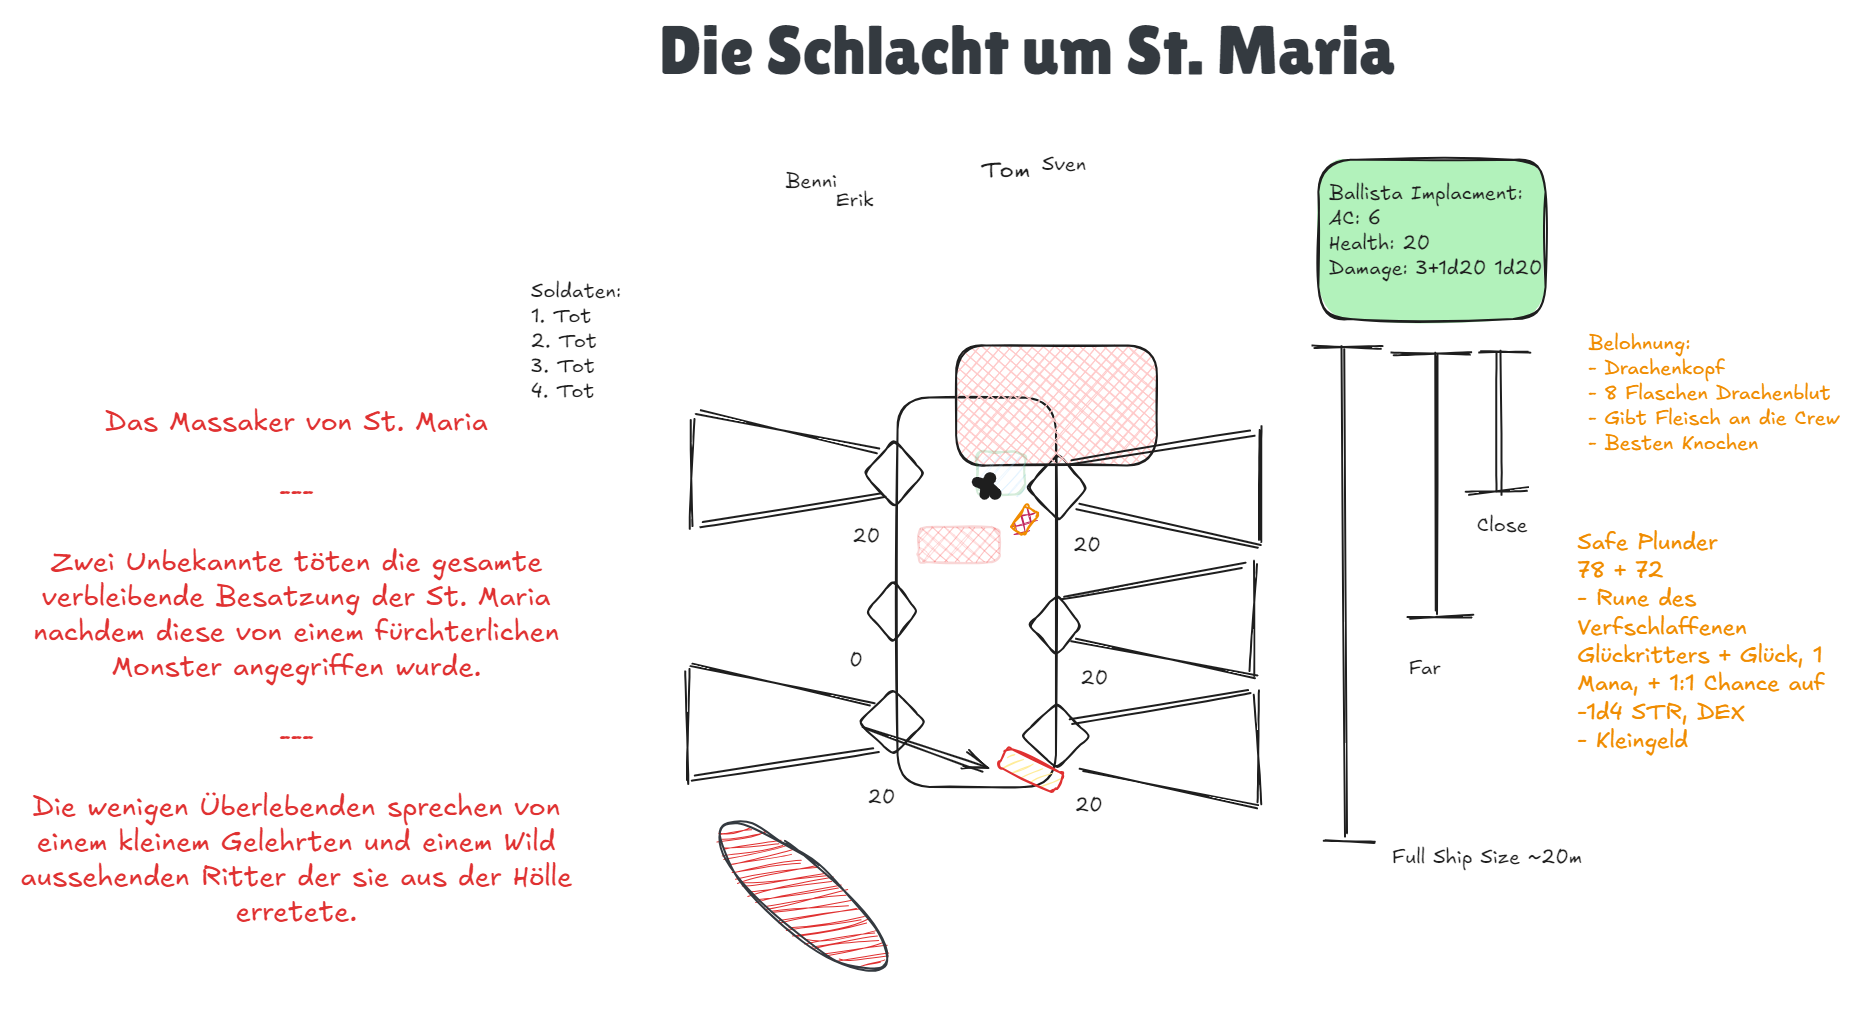 Die Schlacht um St. Maria
Benni
Erik
Tom
Sven
Ballista Implacment:
AC: 6
Health: 20
Damage: 3+1d20 1d20
Soldaten:
1. Tot
2. Tot
3. Tot
4. Tot
Das Massaker von St. Maria
---
Zwei Unbekannte töten die gesamte
verbleibende Besatzung der St. Maria
nachdem diese von einem fürchterlichen
Monster angegriffen wurde.
---
Die wenigen Überlebenden sprechen von
einem kleinem Gelehrten und einem Wild
aussehenden Ritter der sie aus der Hölle
erretete.
20
20
0
20
20
20
Close
Far
Full Ship Size ~20m
Belohnung:
- Drachenkopf
- 8 Flaschen Drachenblut
- Gibt Fleisch an die Crew
- Besten Knochen
Safe Plunder
78 + 72
- Rune des
Verfschlaffenen
Glückritters + Glück, 1
Mana, + 1:1 Chance auf
-1d4 STR, DEX
- Kleingeld